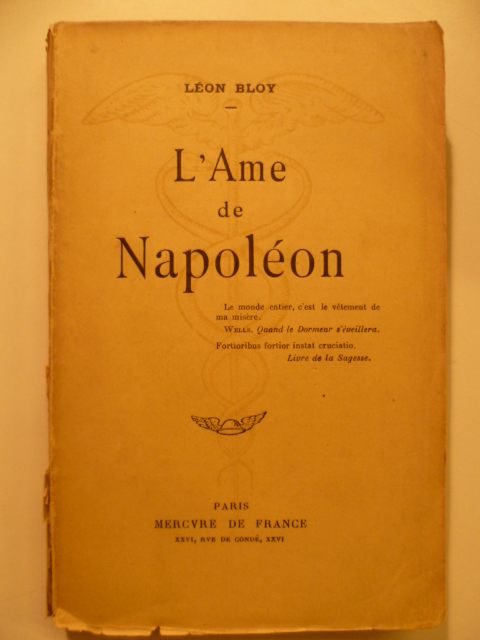 LÉON BLOY
L'Ame
de
Napoléon
Le monde entier, c'est le vêtement de
ma misère.
WELLS. Quand le Dormeur s'éveillera.
Fortioribus fortior instat cruciatio.
Livre de la Sagesse.
PARIS
MERCVRE DE FRANCE
XXVI, RVE DE CONDÉ, XXVI